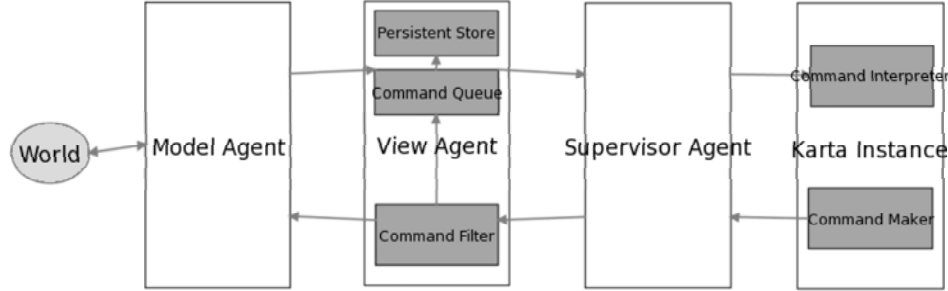 Persistent Store
Command Queue
Command Interpreter
World
Model Agent
View Agent
Supervisor Agent
Karta Instance
Command Filter
Command Maker